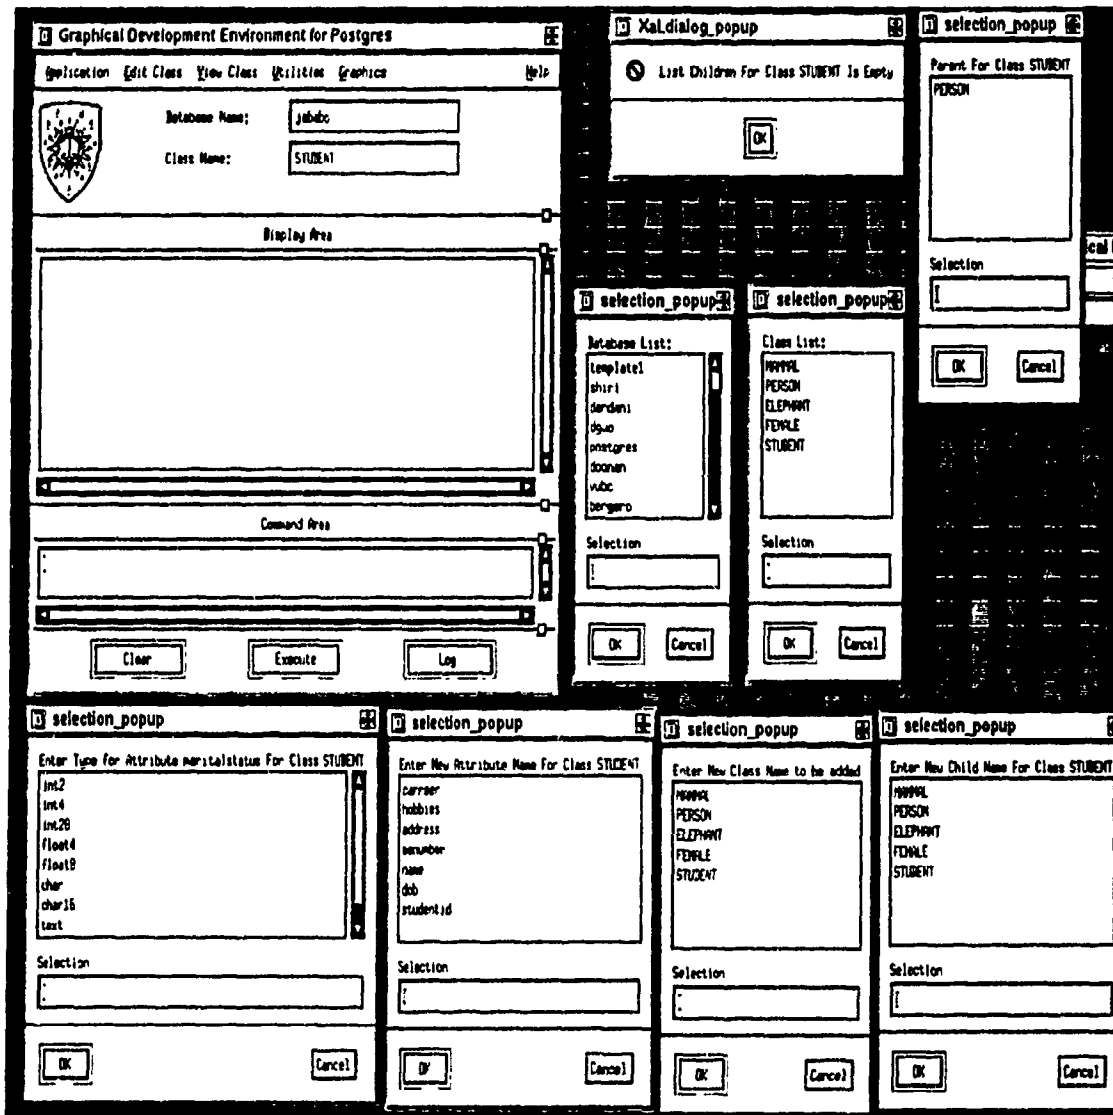 Graphical Development Environment for Postgres
Application Edit Class View Class Utilities Graphics Help
Database Name: jababc
Class Name: STUDENT
Display Area
Command Area
Clear Execute Log
XaLdialog_popup
List Children For Class STUDENT Is Empty
OK
selection_popup
Parent For Class STUDENT
PERSON
Selection
OK Cancel
cal
selection_popup
Database List:
template1
shiri
dardani
dguo
postgres
doonan
vubc
bergero
Selection
OK Cancel
selection_popup
Class List:
MAMMAL
PERSON
ELEPHANT
FEMALE
STUDENT
Selection
OK Cancel
selection_popup
Enter Type for Attribute maritalstatus For Class STUDENT
int2
int4
int28
float4
float8
char
char16
text
Selection
OK Cancel
selection_popup
Enter New Attribute Name For Class STUDENT
carreer
hobbies
address
name
dob
studentid
Selection
OK Cancel
selection_popup
Enter New Class Name to be added
MAMMAL
PERSON
ELEPHANT
FEMALE
STUDENT
Selection
OK Cancel
selection_popup
Enter New Child Name For Class STUDENT
MAMMAL
PERSON
ELEPHANT
FEMALE
STUDENT
Selection
OK Cancel